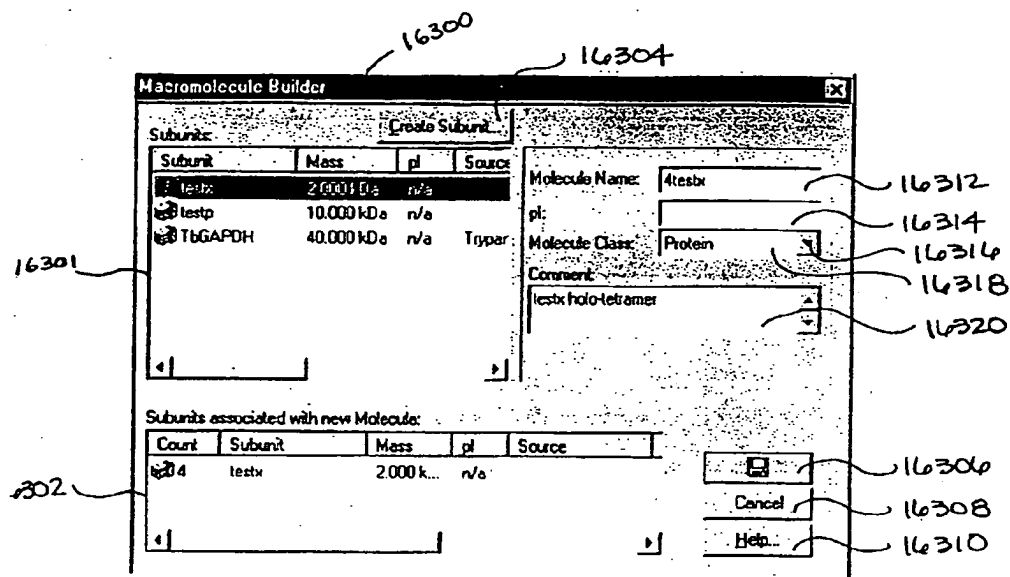 16300
16304
Macromolecule Builder
Create Subunit...
Subunits:
Subunit Mass pI Source
testx 2.000 kDa n/a
testp 10.000 kDa n/a
TbGAPDH 40.000 kDa n/a Trypar
Molecule Name: 4testx
pI:
Molecule Class: Protein
Comment:
testx holo-tetramer
16312
16314
16316
16318
16320
16301
Subunits associated with new Molecule:
Count Subunit Mass pI Source
4 testx 2.000 k... n/a
Cancel
Help...
6302
16306
16308
16310